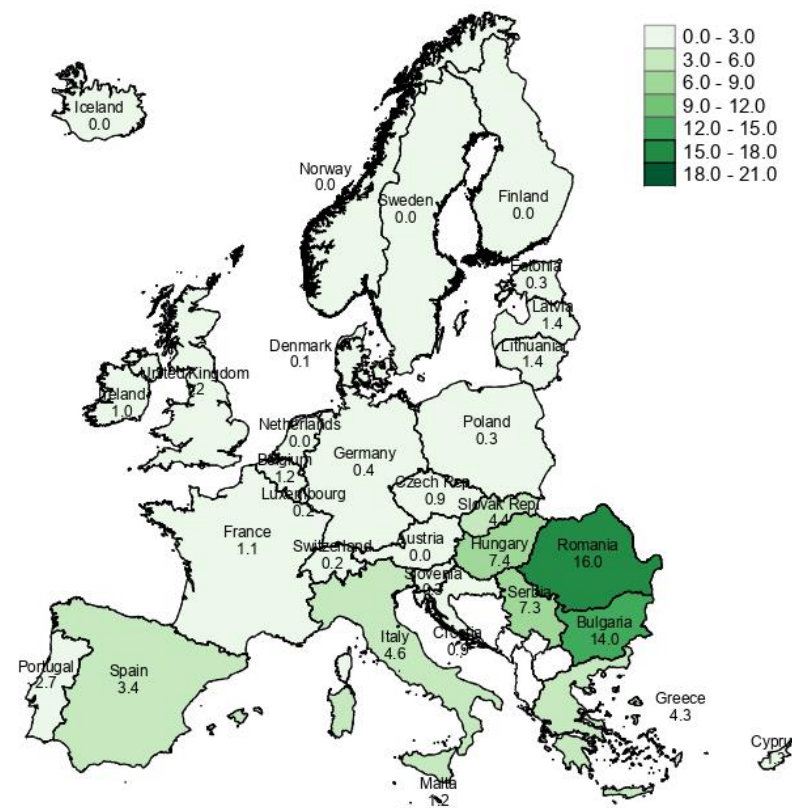 0.0 - 3.0
3.0 - 6.0
6.0 - 9.0
9.0 - 12.0
12.0 - 15.0
15.0 - 18.0
18.0 - 21.0
Iceland
0.0
Norway
0.0
Sweden
0.0
Finland
0.0
Estonia
0.3
Latvia
1.4
Lithuania
1.4
Denmark
0.1
United Kingdom
Ireland
1.0
Netherlands
0.0
Belgium
1.2
Luxembourg
0.2
Germany
0.4
Poland
0.3
Czech Rep.
0.9
Slovak Rep.
4.4
France
1.1
Switzerland
0.2
Austria
0.0
Hungary
7.4
Romania
16.0
Slovenia
Serbia
7.3
Croatia
0.9
Bulgaria
14.0
Italy
4.6
Portugal
2.7
Spain
3.4
Greece
4.3
Cypru
Malta
1.2